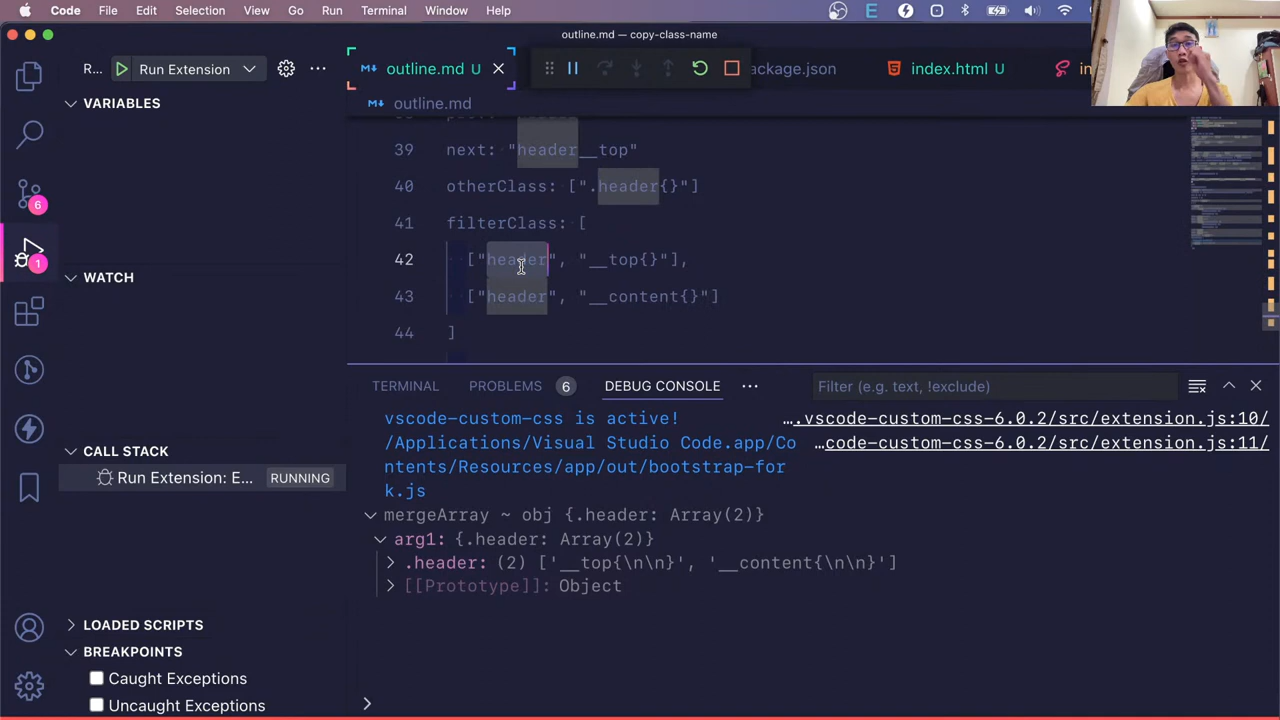 Code File Edit Selection View Go Run Terminal Window Help
outline.md — copy-class-name
R... Run Extension
outline.md U
ackage.json
index.html U
in
outline.md
VARIABLES
39 next: "header__top"
40 otherClass: [".header{}"]
41 filterClass: [
42 ["header", "__top{}"],
43 ["header", "__content{}"]
44 ]
6
1
WATCH
CALL STACK
Run Extension: E... RUNNING
LOADED SCRIPTS
BREAKPOINTS
Caught Exceptions
Uncaught Exceptions
TERMINAL PROBLEMS 6 DEBUG CONSOLE ... Filter (e.g. text, !exclude)
vscode-custom-css is active! ....vscode-custom-css-6.0.2/src/extension.js:10/
/Applications/Visual Studio Code.app/Co ...code-custom-css-6.0.2/src/extension.js:11/
ntents/Resources/app/out/bootstrap-for
k.js
mergeArray ~ obj {.header: Array(2)}
arg1: {.header: Array(2)}
.header: (2) ['__top{\n\n}', '__content{\n\n}']
[[Prototype]]: Object